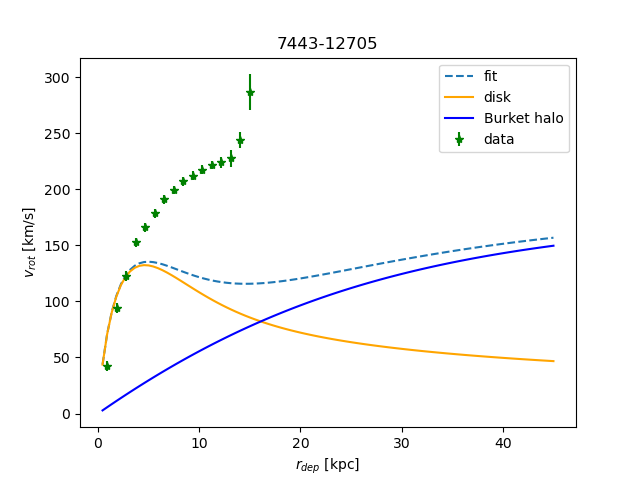 7443-12705
fit
disk
Burket halo
data
300
250
200
150
100
50
0
v_rot [km/s]
0 10 20 30 40
r_dep [kpc]